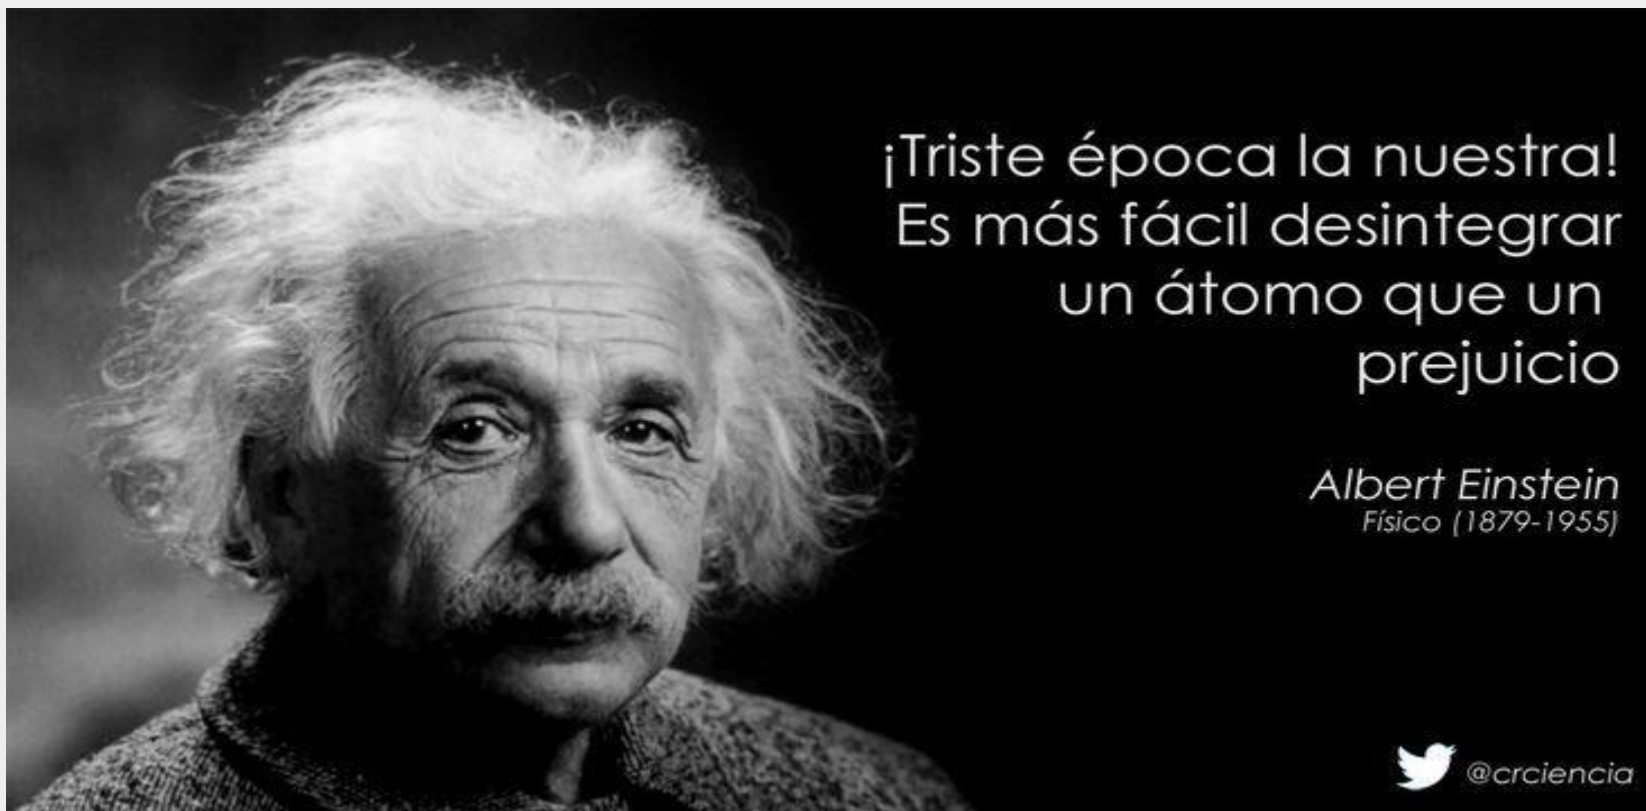 ¡Triste época la nuestra!
Es más fácil desintegrar
un átomo que un
prejuicio
Albert Einstein
Físico (1879-1955)
@crciencia